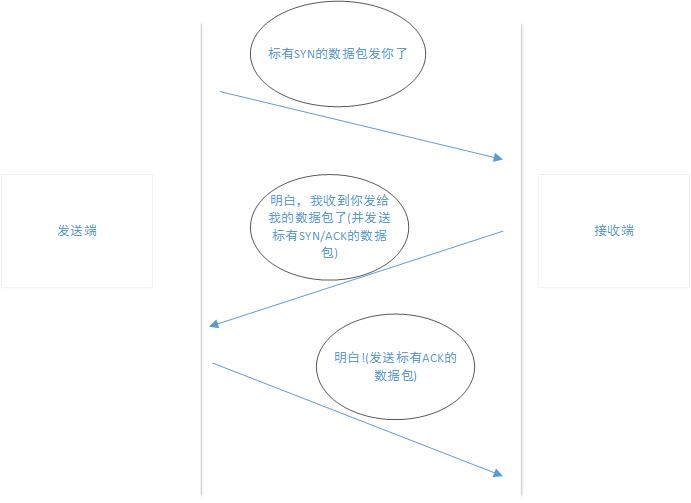 标有SYN的数据包发你了
明白，我收到你发给
我的数据包了(并发送
标有SYN/ACK的数据
包)
发送端
接收端
明白!(发送标有ACK的
数据包)